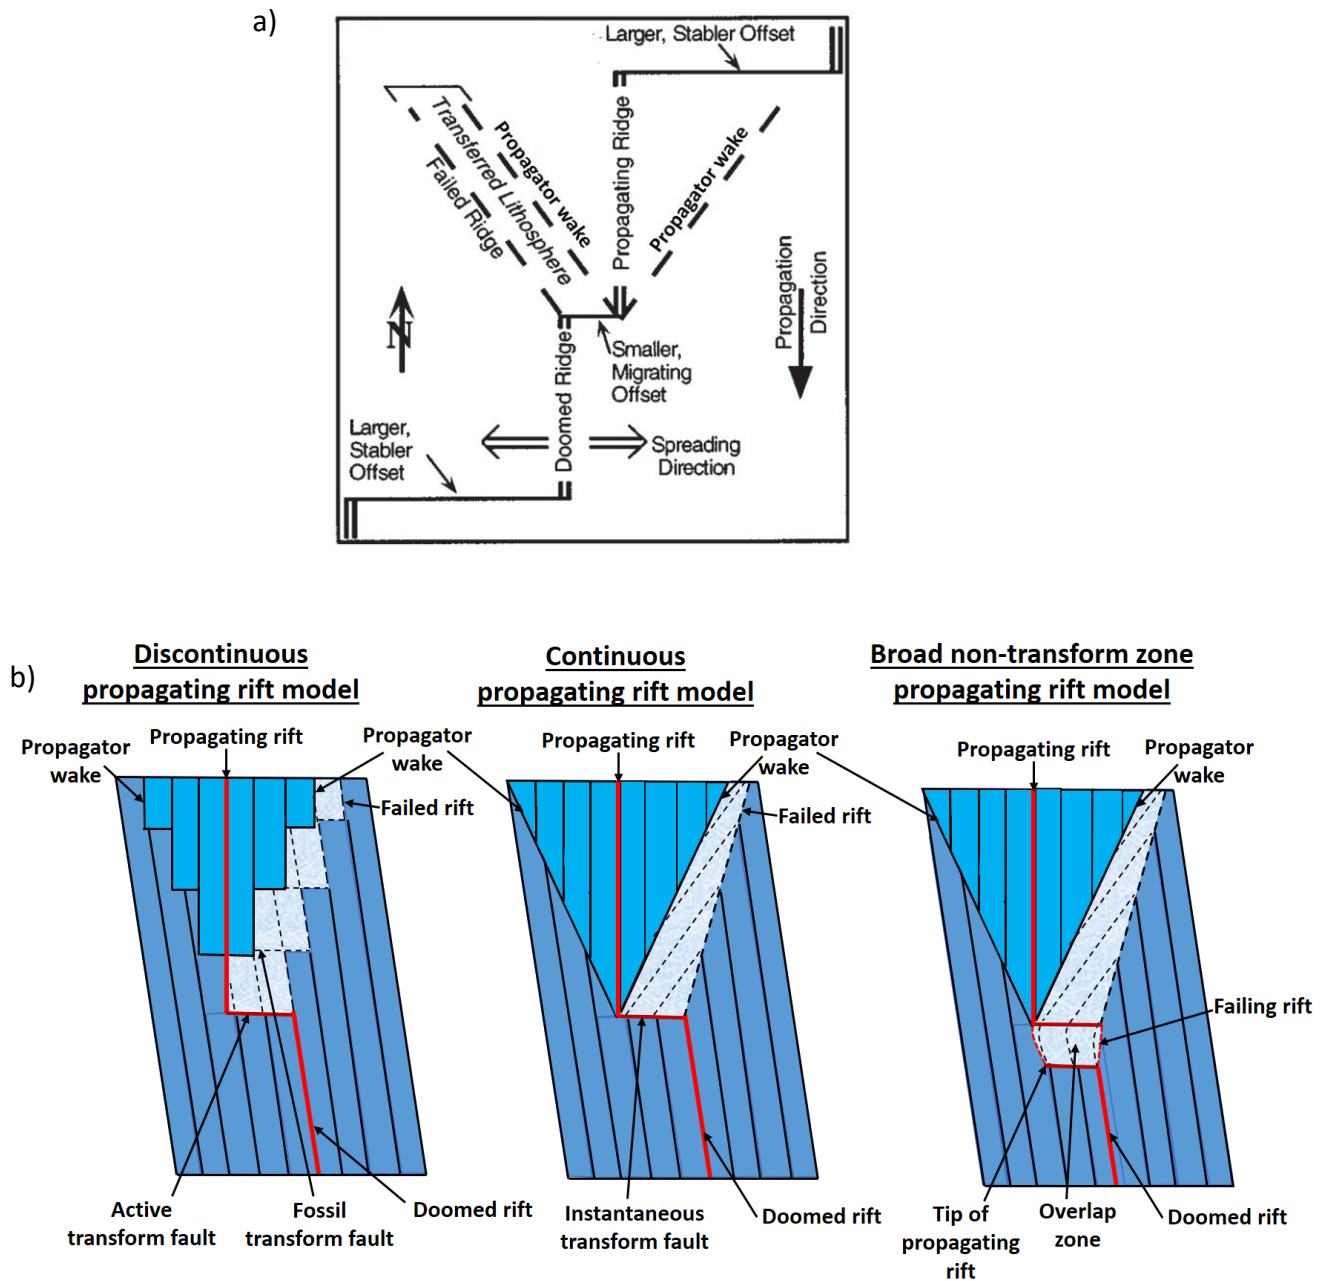 a)
Larger, Stabler Offset
Propagating Ridge
Propagator wake
Transferred Lithosphere
Failed Ridge
Propagator wake
Propagation
Direction
N
Smaller,
Migrating
Offset
Doomed Ridge
Larger,
Stabler
Offset
Spreading
Direction
b)
Discontinuous
propagating rift model
Continuous
propagating rift model
Broad non-transform zone
propagating rift model
Propagator
wake
Propagating rift
Propagator
wake
Failed rift
Propagating rift
Propagator
wake
Failed rift
Propagating rift
Propagator
wake
Failing rift
Active
transform fault
Fossil
transform fault
Doomed rift
Instantaneous
transform fault
Doomed rift
Tip of
propagating
rift
Overlap
zone
Doomed rift